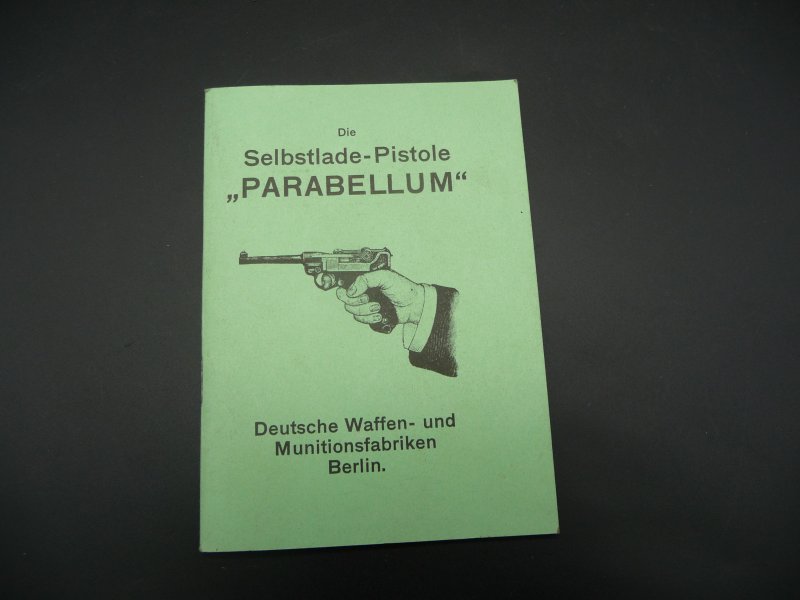 Die
Selbstlade-Pistole
„PARABELLUM“
Deutsche Waffen- und
Munitionsfabriken
Berlin.